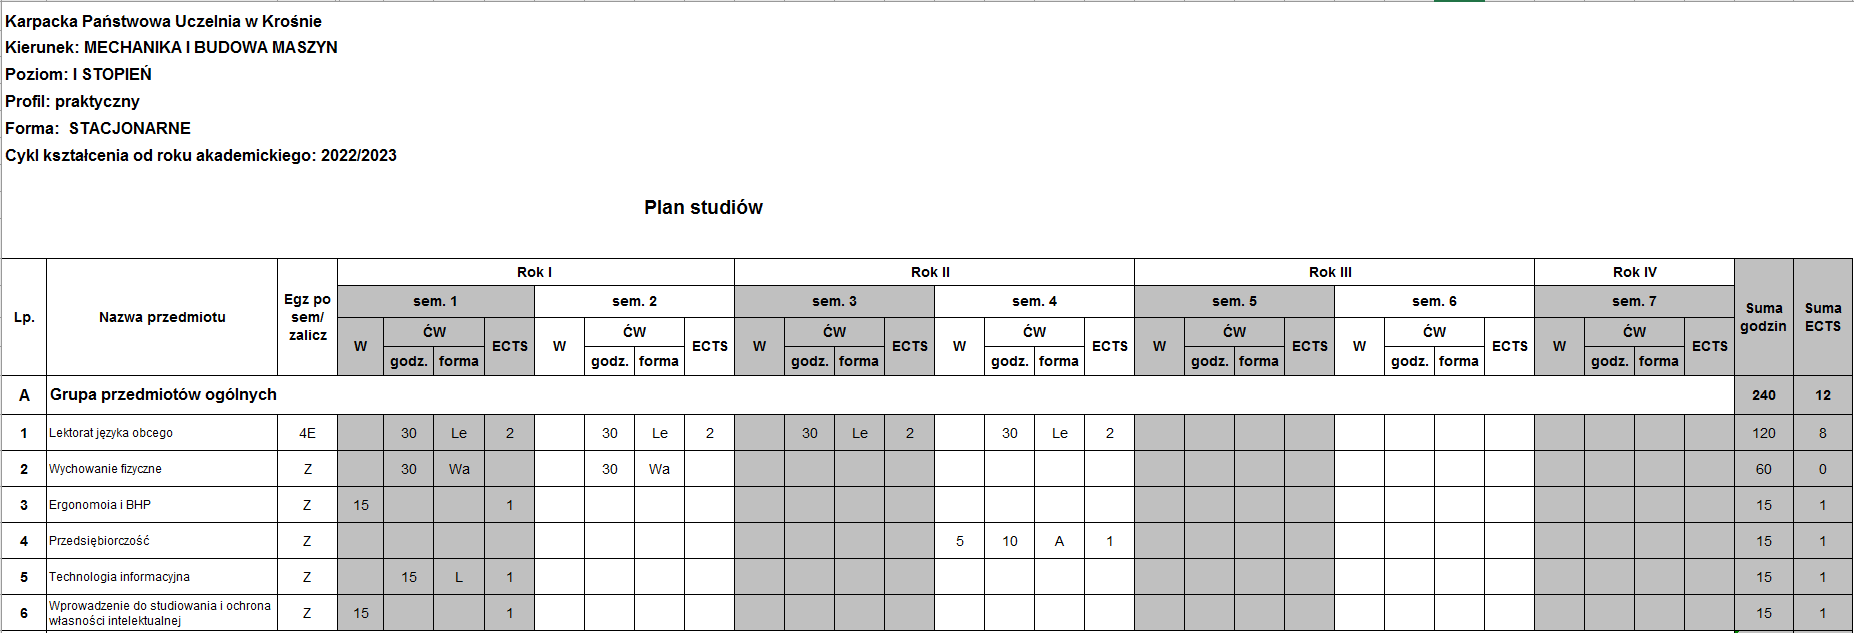 Karpacka Państwowa Uczelnia w Krośnie
Kierunek: MECHANIKA I BUDOWA MASZYN
Poziom: I STOPIEŃ
Profil: praktyczny
Forma: STACJONARNE
Cykl kształcenia od roku akademickiego: 2022/2023
Plan studiów
Lp. Nazwa przedmiotu Egz po sem/ zalicz Rok I Rok II Rok III Rok IV Suma godzin Suma ECTS
sem. 1 sem. 2 sem. 3 sem. 4 sem. 5 sem. 6 sem. 7
W ĆW ECTS W ĆW ECTS W ĆW ECTS W ĆW ECTS W ĆW ECTS W ĆW ECTS W ĆW ECTS
godz. forma godz. forma godz. forma godz. forma godz. forma godz. forma godz. forma
A Grupa przedmiotów ogólnych 240 12
1 Lektorat języka obcego 4E 30 Le 2 30 Le 2 30 Le 2 30 Le 2 120 8
2 Wychowanie fizyczne Z 30 Wa 30 Wa 60 0
3 Ergonomoia i BHP Z 15 1 15 1
4 Przedsiębiorczość Z 5 10 A 1 15 1
5 Technologia informacyjna Z 15 L 1 15 1
6 Wprowadzenie do studiowania i ochrona własności intelektualnej Z 15 1 15 1